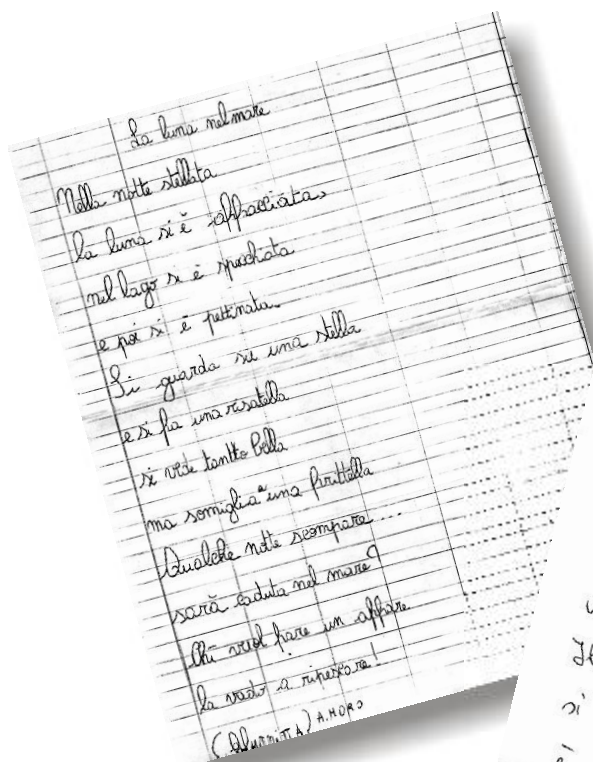 La luna nel mare
Nella notte stellata
la luna si è affacciata,
nel lago si è specchiata
e poi si è pettinata.
Si guarda su una stella
e si fa una risatella
si vede tantto bella
ma somiglia a una frittella
Qualche notte scompare...
sarà caduta nel mare?
Chi vuol fare un affare
la vada a ripescare!
A. MORO